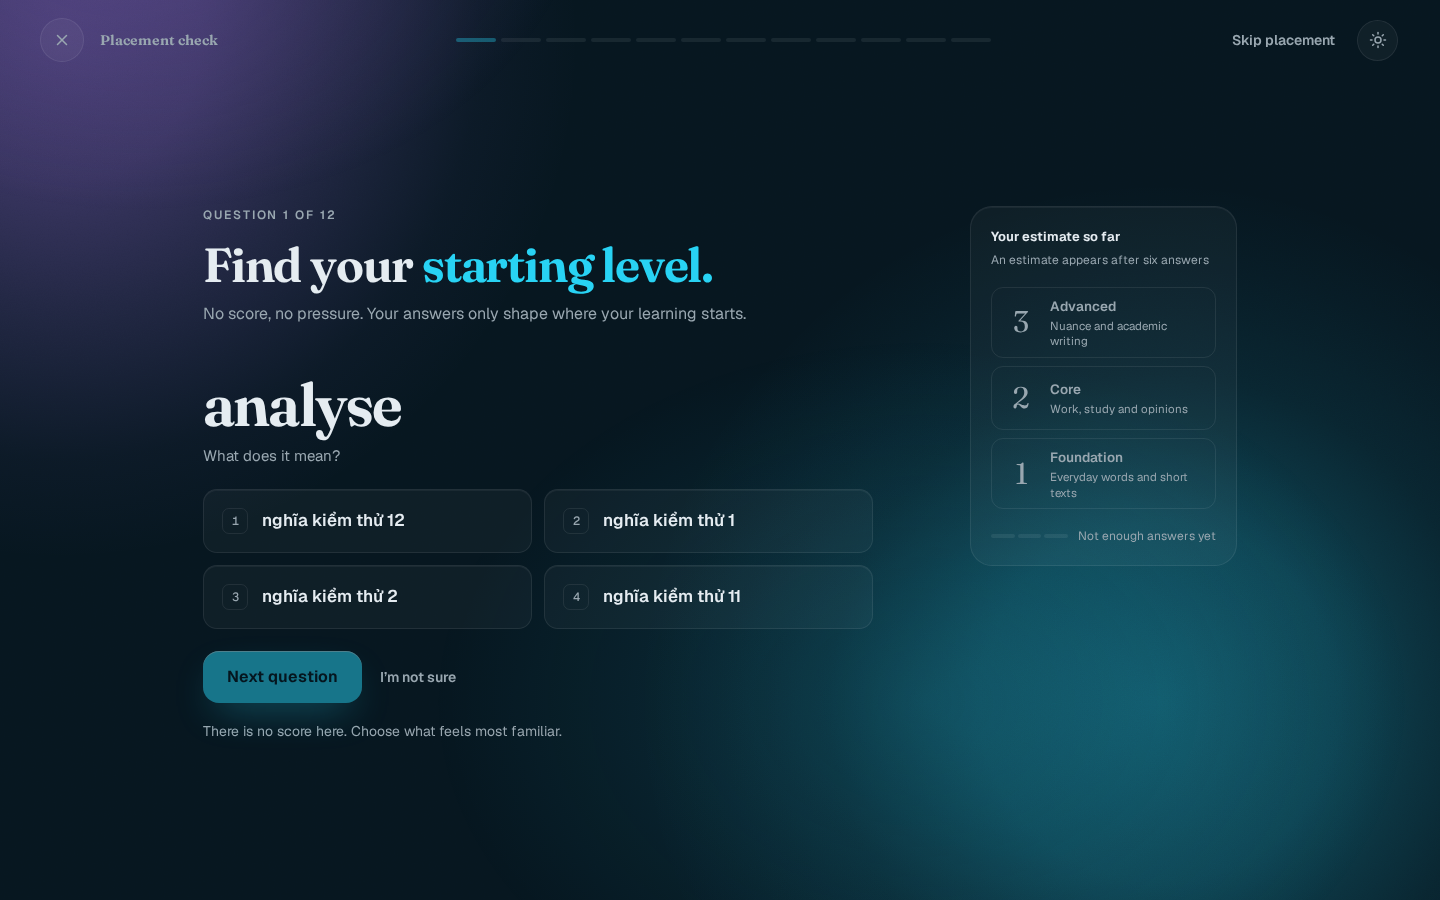 Placement check
Skip placement
QUESTION 1 OF 12
Find your starting level.
No score, no pressure. Your answers only shape where your learning starts.
analyse
What does it mean?
1 nghĩa kiểm thử 12
2 nghĩa kiểm thử 1
3 nghĩa kiểm thử 2
4 nghĩa kiểm thử 11
Next question
I'm not sure
There is no score here. Choose what feels most familiar.
Your estimate so far
An estimate appears after six answers
3
Advanced
Nuance and academic
writing
2
Core
Work, study and opinions
1
Foundation
Everyday words and short
texts
Not enough answers yet